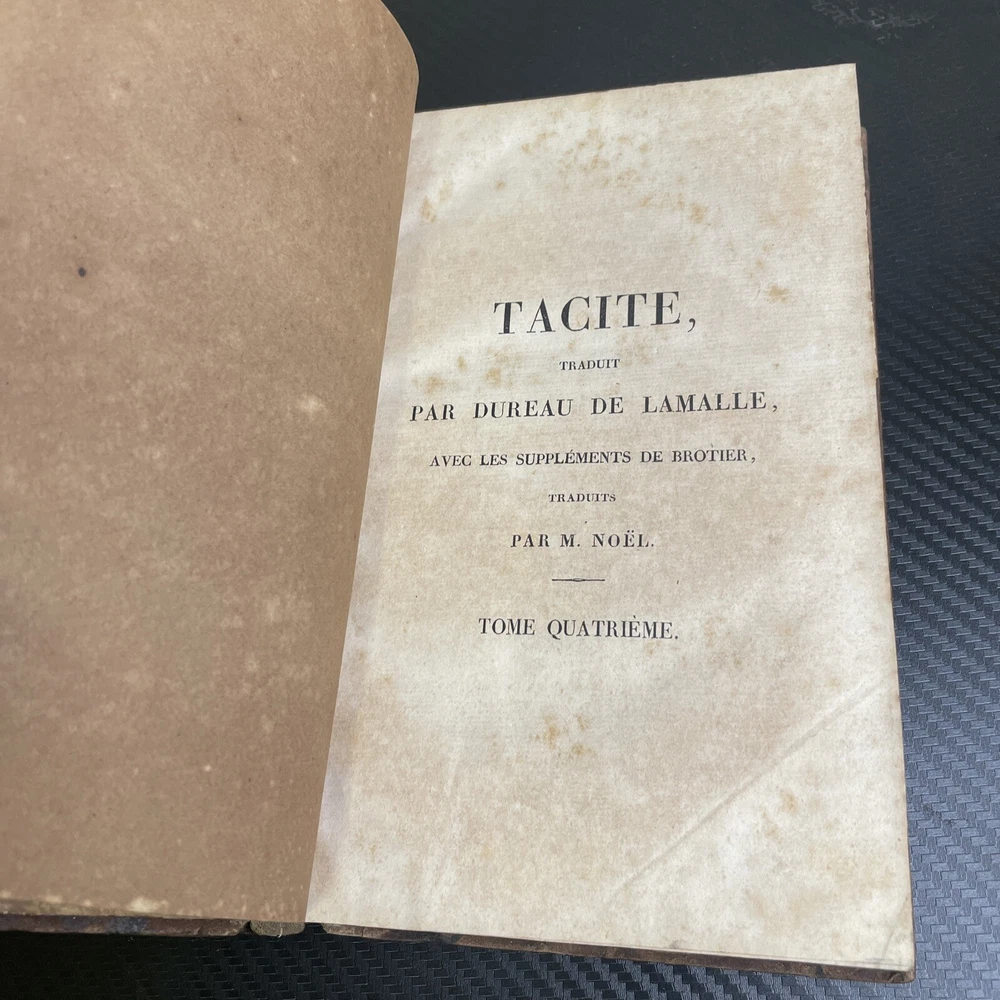 TACITE,
TRADUIT
PAR DUREAU DE LAMALLE,
AVEC LES SUPPLÉMENTS DE BROTIER,
TRADUITS
PAR M. NOËL.
TOME QUATRIÈME.